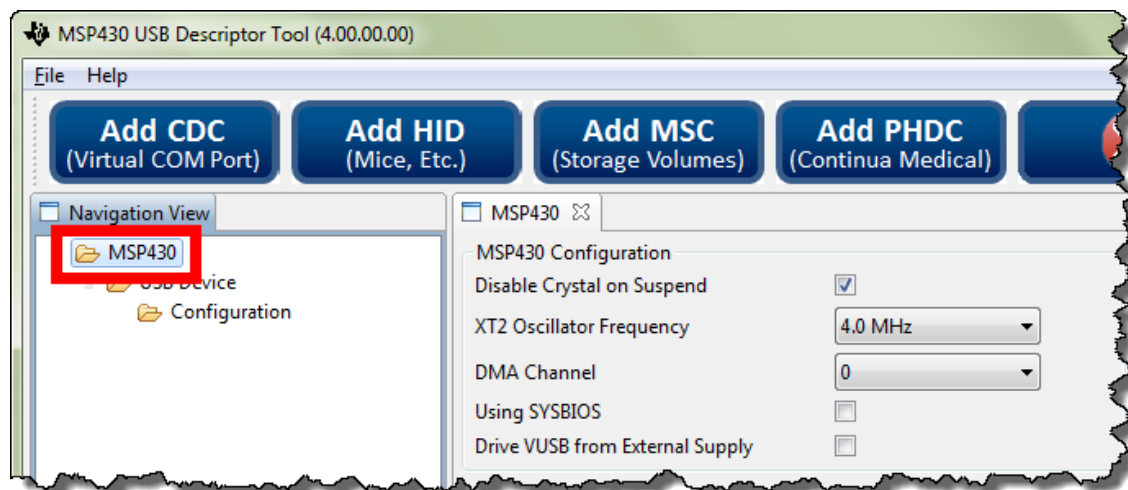 MSP430 USB Descriptor Tool (4.00.00.00)
File Help
Add CDC
(Virtual COM Port)
Add HID
(Mice, Etc.)
Add MSC
(Storage Volumes)
Add PHDC
(Continua Medical)
Navigation View
MSP430
USB Device
Configuration
MSP430
MSP430 Configuration
Disable Crystal on Suspend
XT2 Oscillator Frequency 4.0 MHz
DMA Channel 0
Using SYSBIOS
Drive VUSB from External Supply